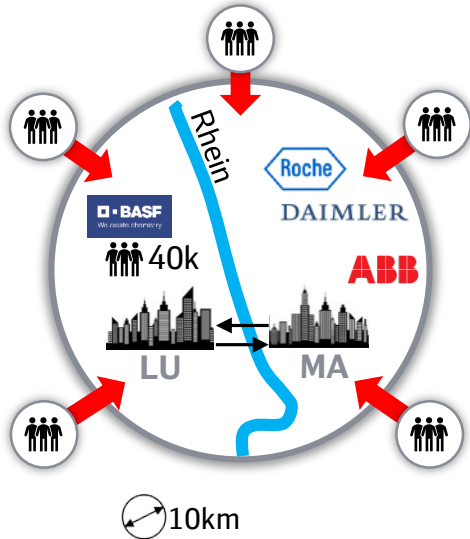 Rhein
Roche
DAIMLER
BASF
We create chemistry
40k
ABB
LU
MA
10km